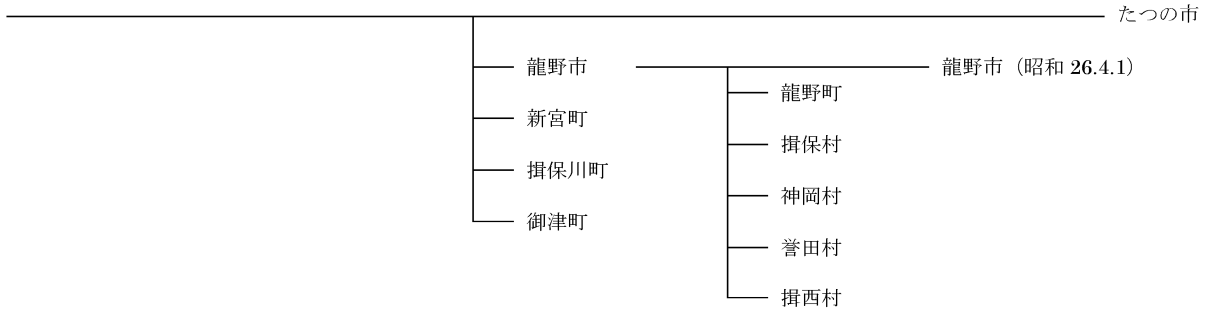 たつの市
龍野市 龍野市（昭和 26.4.1）
龍野町
新宮町
揖保村
揖保川町
神岡村
御津町
誉田村
揖西村